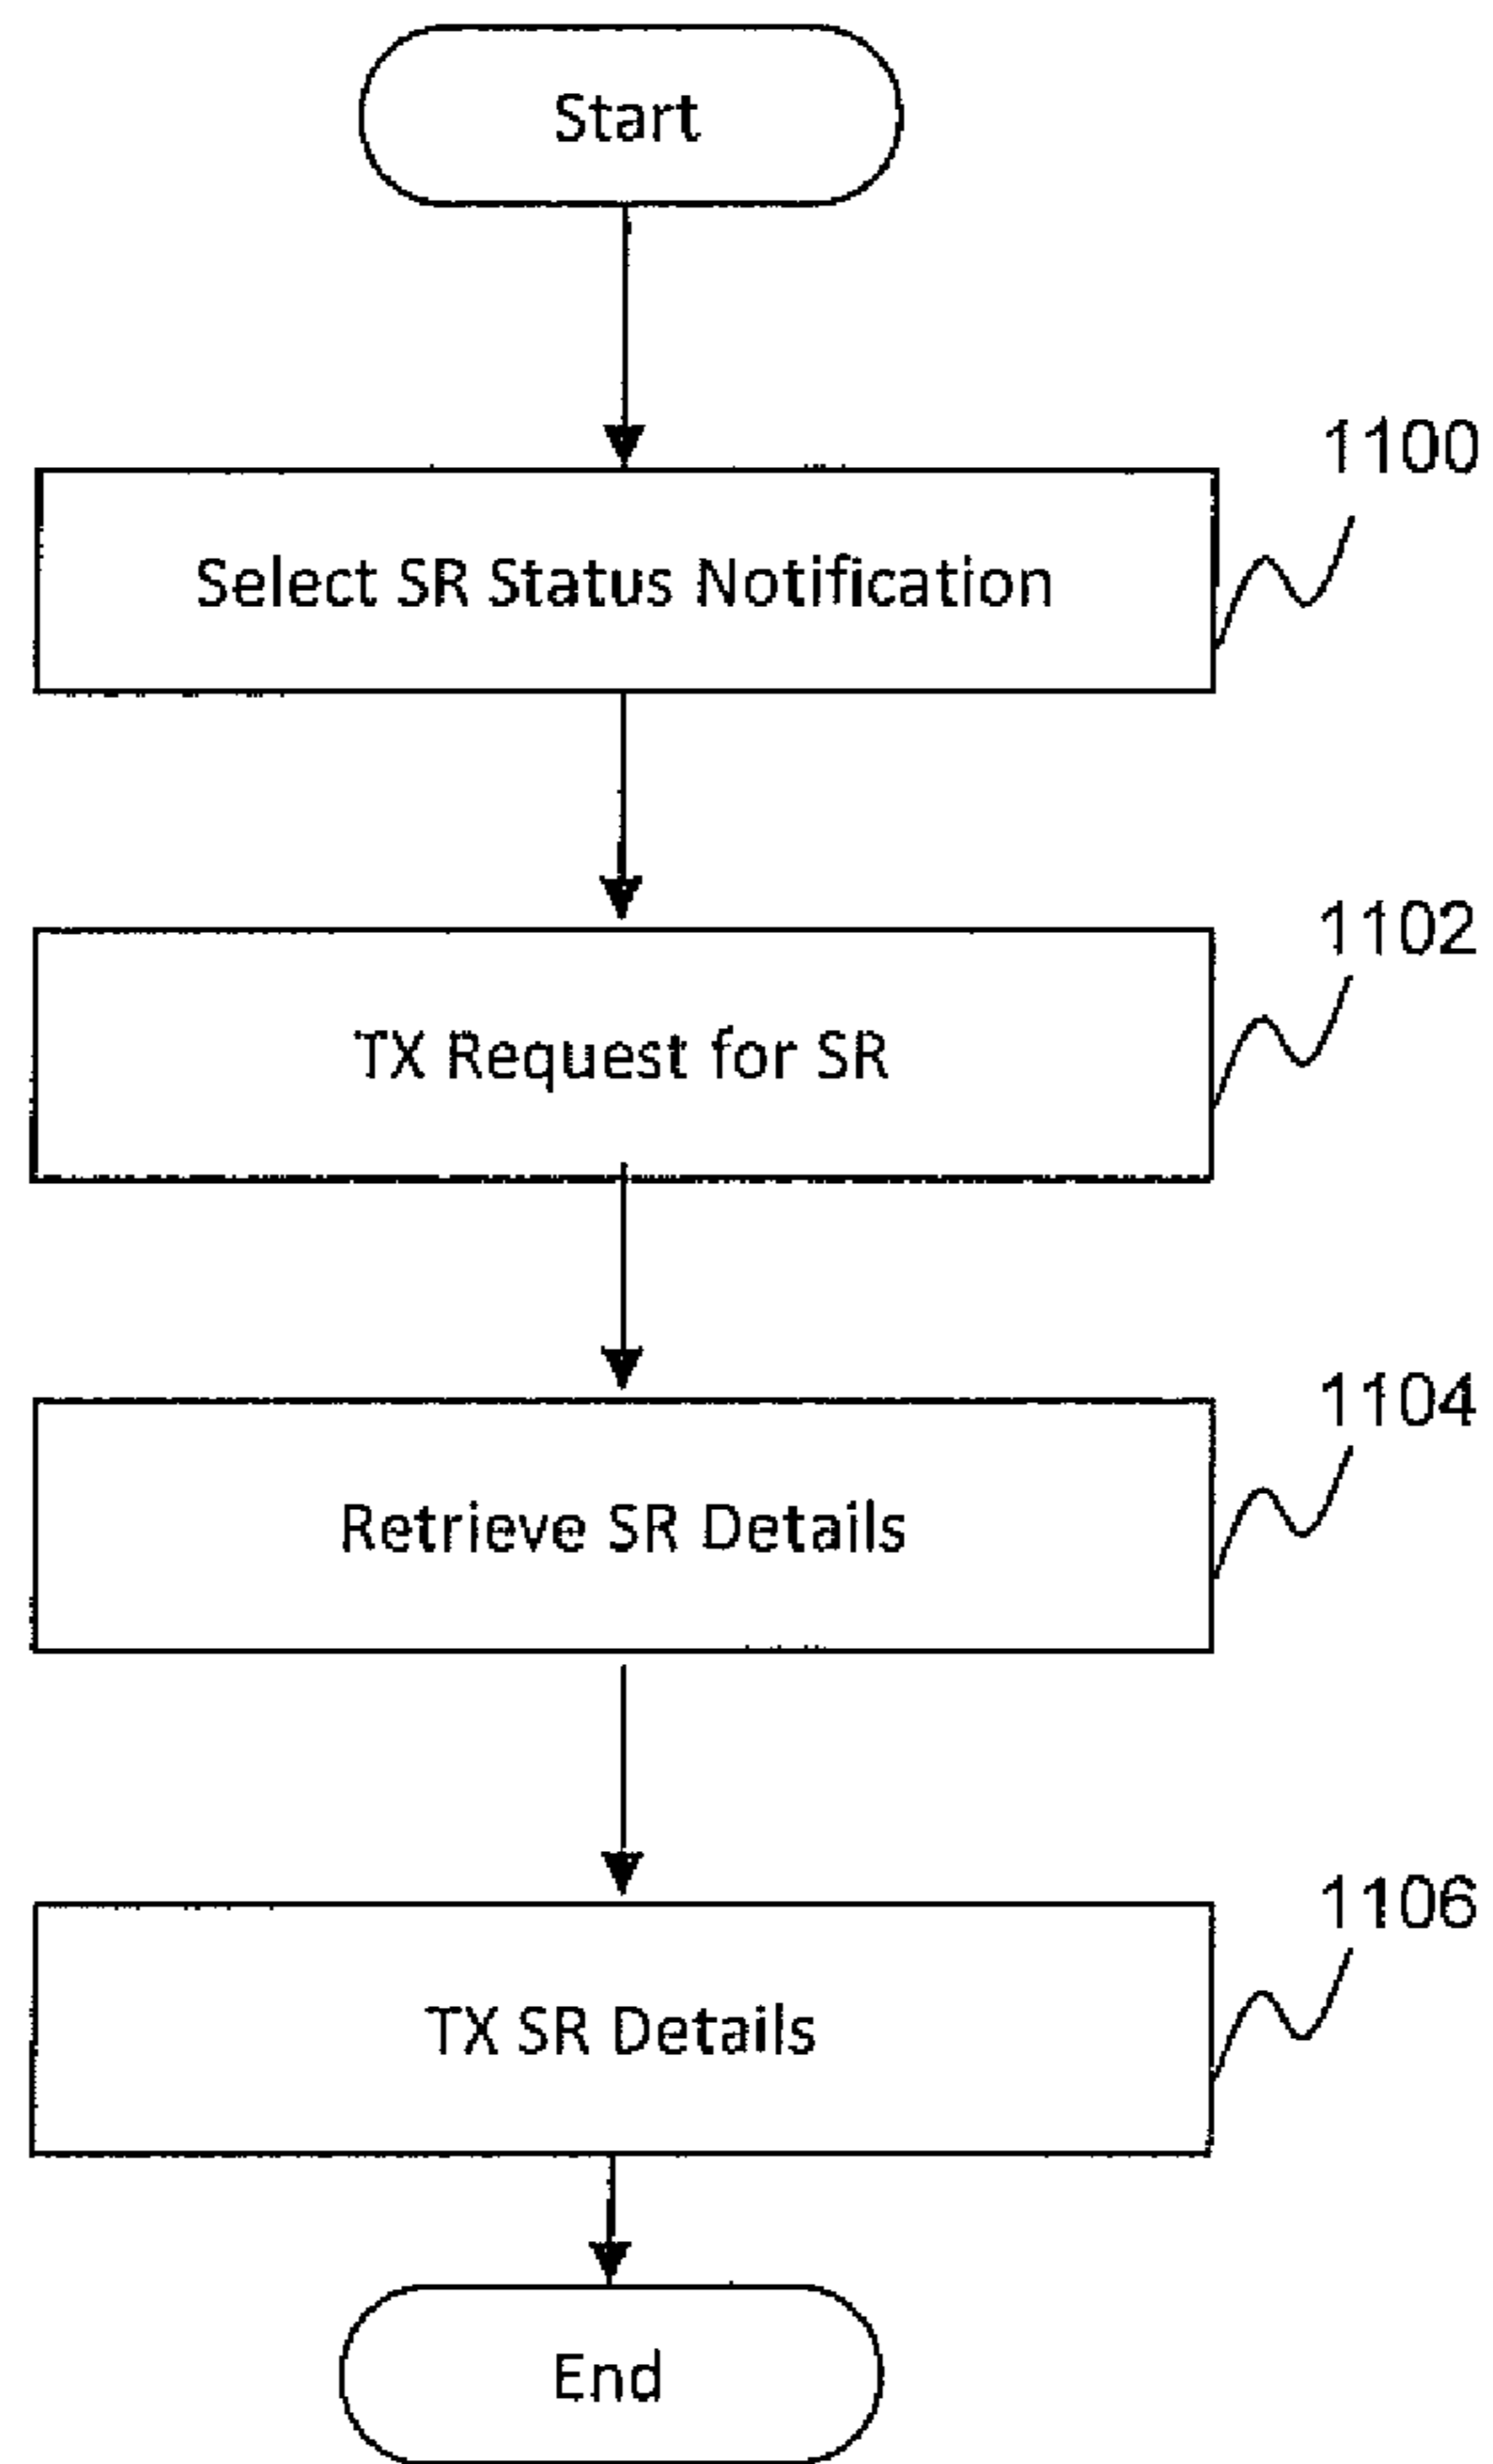 Start
1100
Select SR Status Notification
1102
TX Request for SR
1104
Retrieve SR Details
1106
TX SR Details
End